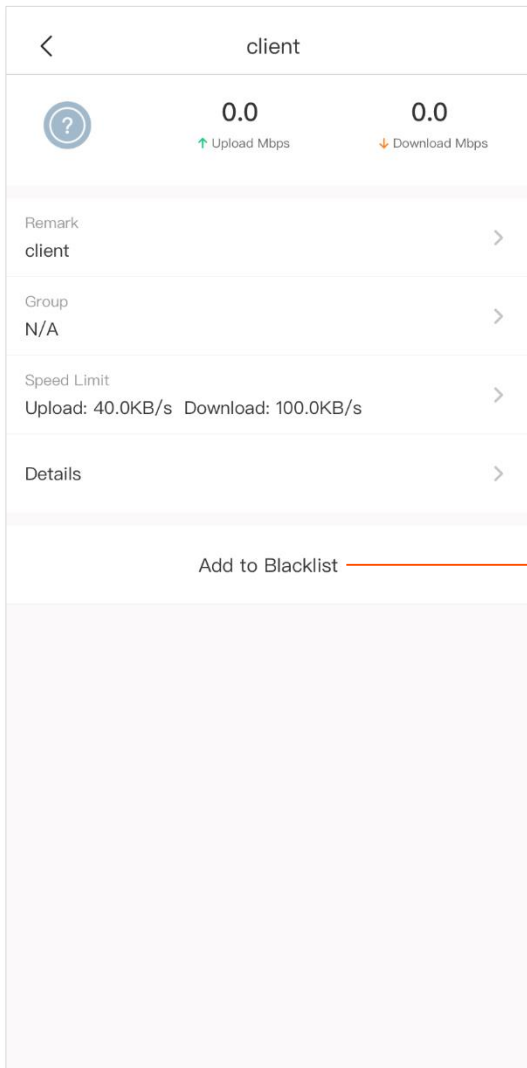 client
?
0.0 0.0
↑ Upload Mbps ↓ Download Mbps
Remark
client
Group
N/A
Speed Limit
Upload: 40.0KB/s Download: 100.0KB/s
Details
Add to Blacklist